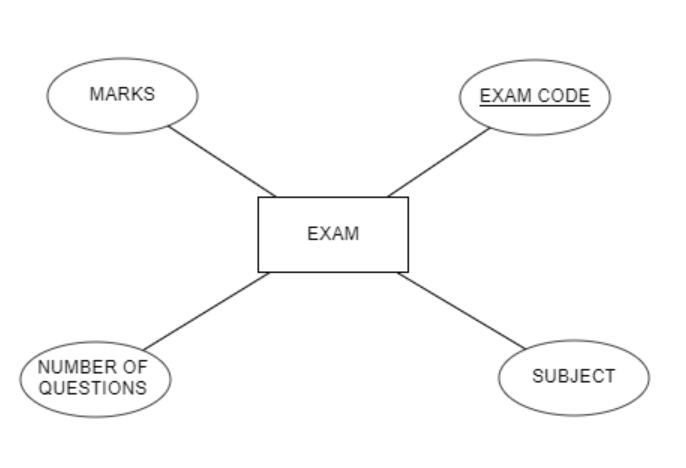 MARKS
EXAM CODE
EXAM
NUMBER OF
QUESTIONS
SUBJECT